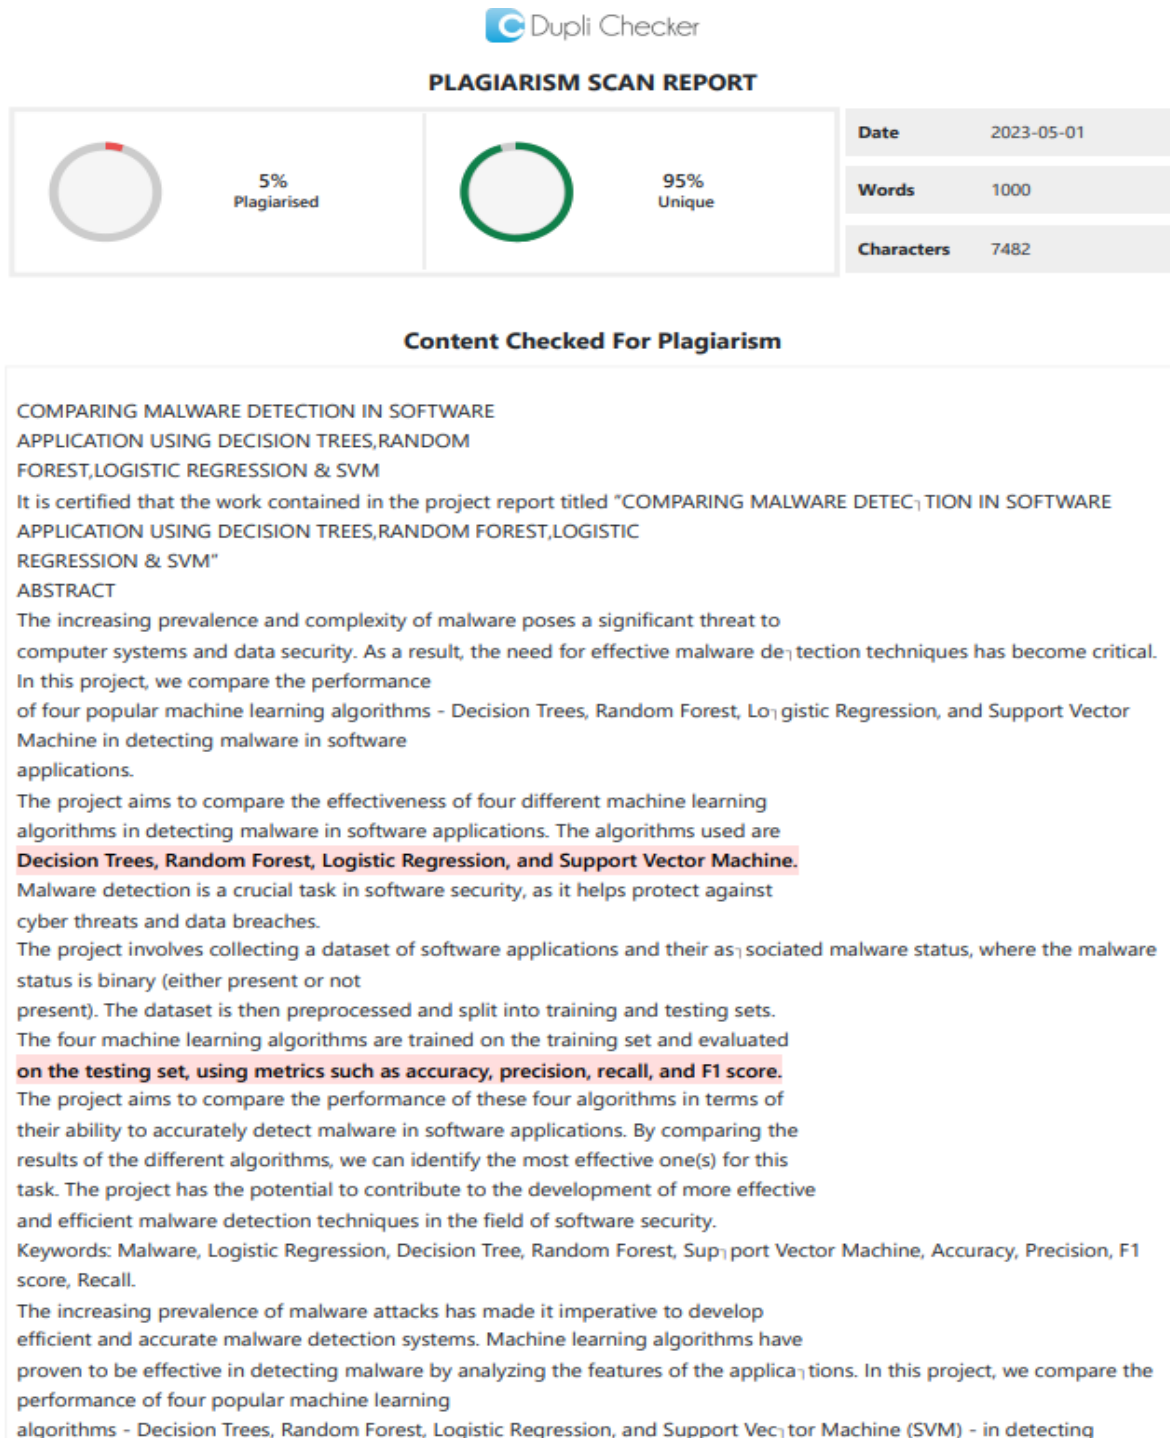 C Dupli Checker
PLAGIARISM SCAN REPORT
5%
Plagiarised
95%
Unique
Date 2023-05-01
Words 1000
Characters 7482
Content Checked For Plagiarism
COMPARING MALWARE DETECTION IN SOFTWARE
APPLICATION USING DECISION TREES,RANDOM
FOREST,LOGISTIC REGRESSION & SVM
It is certified that the work contained in the project report titled "COMPARING MALWARE DETEC┐TION IN SOFTWARE
APPLICATION USING DECISION TREES,RANDOM FOREST,LOGISTIC
REGRESSION & SVM"
ABSTRACT
The increasing prevalence and complexity of malware poses a significant threat to
computer systems and data security. As a result, the need for effective malware de┐tection techniques has become critical.
In this project, we compare the performance
of four popular machine learning algorithms - Decision Trees, Random Forest, Lo┐gistic Regression, and Support Vector
Machine in detecting malware in software
applications.
The project aims to compare the effectiveness of four different machine learning
algorithms in detecting malware in software applications. The algorithms used are
Decision Trees, Random Forest, Logistic Regression, and Support Vector Machine.
Malware detection is a crucial task in software security, as it helps protect against
cyber threats and data breaches.
The project involves collecting a dataset of software applications and their as┐sociated malware status, where the malware
status is binary (either present or not
present). The dataset is then preprocessed and split into training and testing sets.
The four machine learning algorithms are trained on the training set and evaluated
on the testing set, using metrics such as accuracy, precision, recall, and F1 score.
The project aims to compare the performance of these four algorithms in terms of
their ability to accurately detect malware in software applications. By comparing the
results of the different algorithms, we can identify the most effective one(s) for this
task. The project has the potential to contribute to the development of more effective
and efficient malware detection techniques in the field of software security.
Keywords: Malware, Logistic Regression, Decision Tree, Random Forest, Sup┐port Vector Machine, Accuracy, Precision, F1
score, Recall.
The increasing prevalence of malware attacks has made it imperative to develop
efficient and accurate malware detection systems. Machine learning algorithms have
proven to be effective in detecting malware by analyzing the features of the applica┐tions. In this project, we compare the
performance of four popular machine learning
algorithms - Decision Trees, Random Forest, Logistic Regression, and Support Vec┐tor Machine (SVM) - in detecting